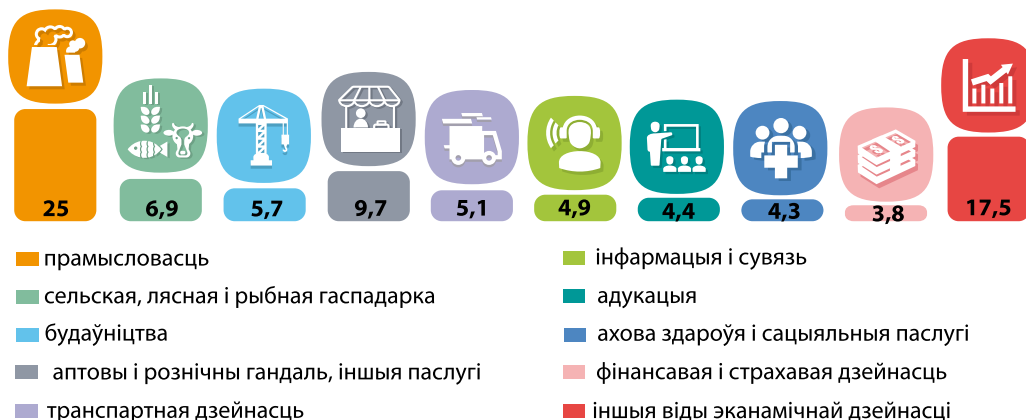 25 6,9 5,7 9,7 5,1 4,9 4,4 4,3 3,8 17,5
прамысловасць
сельская, лясная і рыбная гаспадарка
будаўніцтва
аптовы і рознічны гандаль, іншыя паслугі
транспартная дзейнасць
інфармацыя і сувязь
адукацыя
ахова здароўя і сацыяльныя паслугі
фінансавая і страхавая дзейнасць
іншыя віды эканамічнай дзейнасці